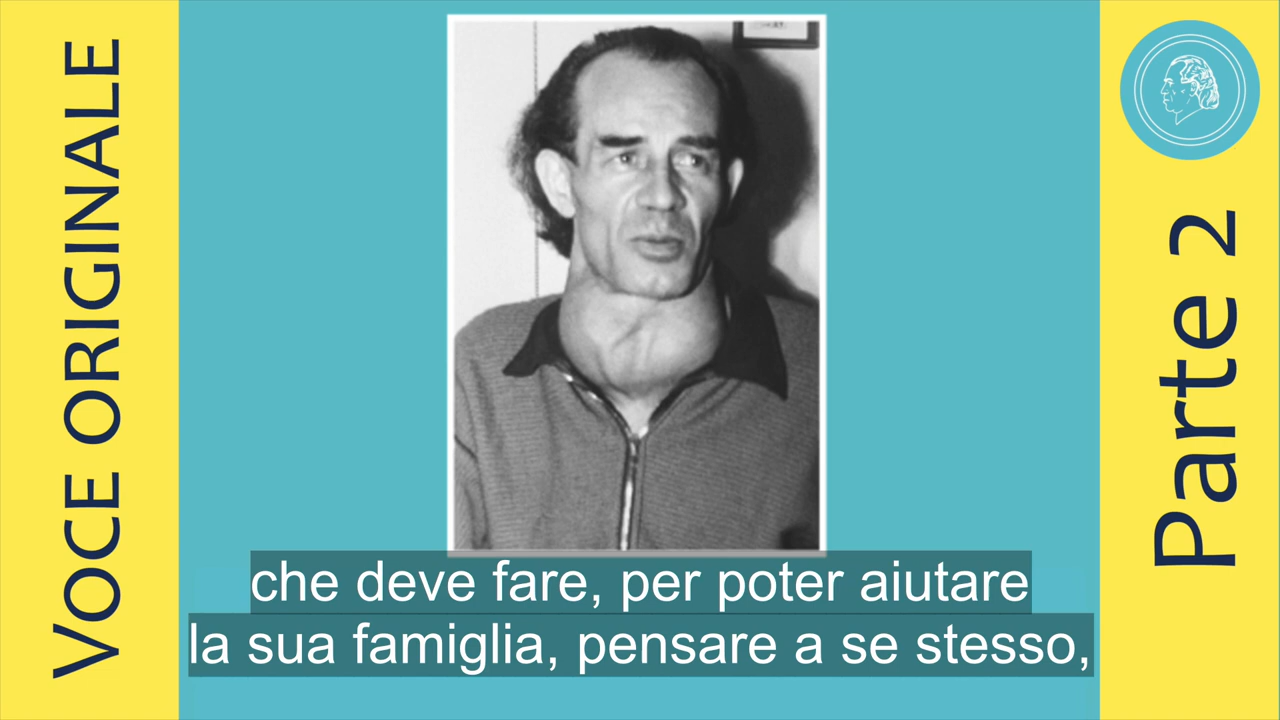 VOCE ORIGINALE
Parte 2
che deve fare, per poter aiutare
la sua famiglia, pensare a se stesso,